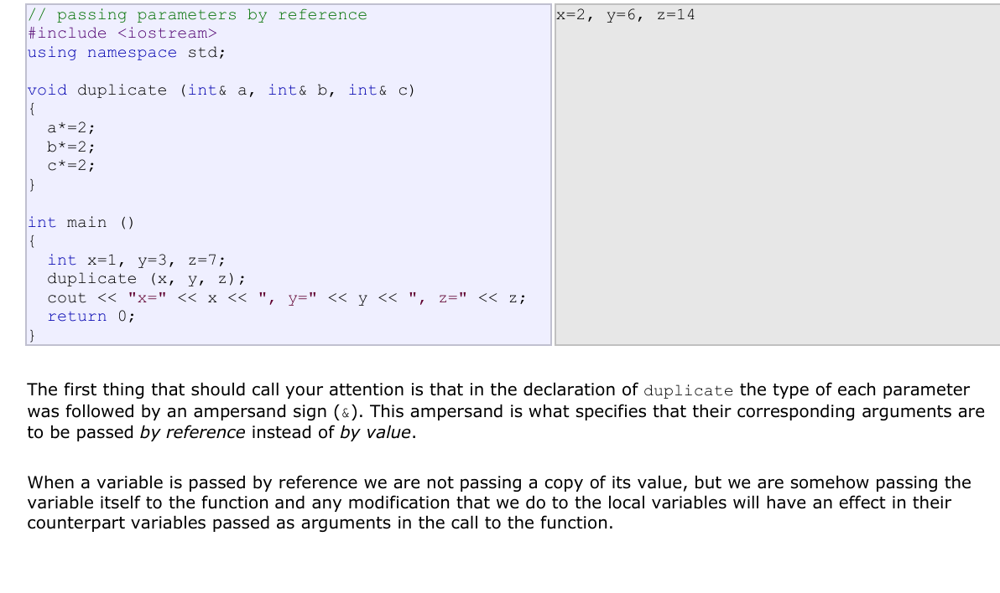 // passing parameters by reference
#include <iostream>
using namespace std;
void duplicate (int& a, int& b, int& c)
{
  a*=2;
  b*=2;
  c*=2;
}
int main ()
{
  int x=1, y=3, z=7;
  duplicate (x, y, z);
  cout << "x=" << x << ", y=" << y << ", z=" << z;
  return 0;
}
x=2, y=6, z=14
The first thing that should call your attention is that in the declaration of duplicate the type of each parameter
was followed by an ampersand sign (&). This ampersand is what specifies that their corresponding arguments are
to be passed by reference instead of by value.
When a variable is passed by reference we are not passing a copy of its value, but we are somehow passing the
variable itself to the function and any modification that we do to the local variables will have an effect in their
counterpart variables passed as arguments in the call to the function.